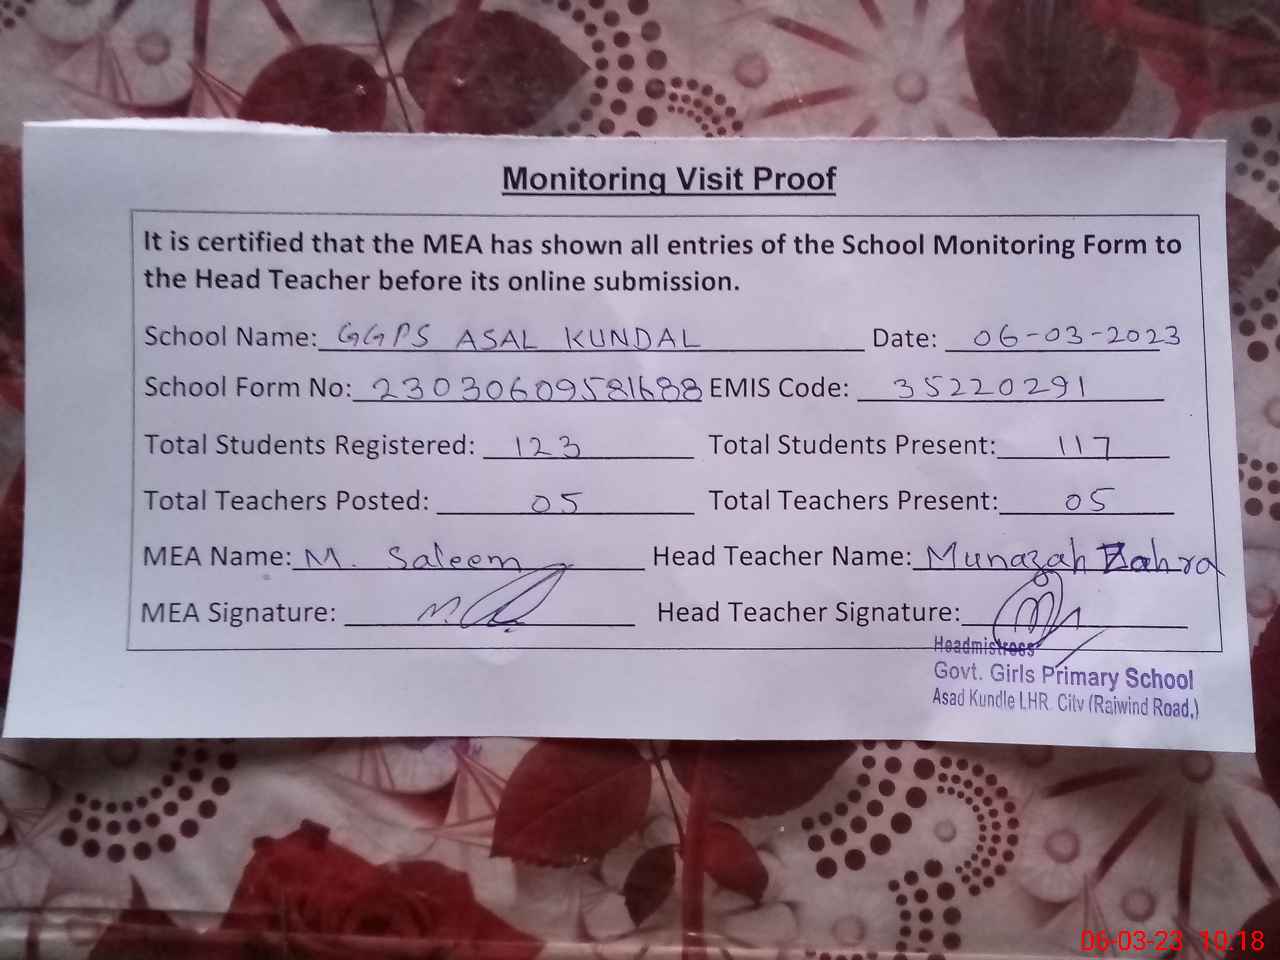 Monitoring Visit Proof
It is certified that the MEA has shown all entries of the School Monitoring Form to
the Head Teacher before its online submission.
School Name: GGPS ASAL KUNDAL Date: 06-03-2023
School Form No: 23030609581688 EMIS Code: 35220291
Total Students Registered: 123 Total Students Present: 117
Total Teachers Posted: 05 Total Teachers Present: 05
MEA Name: M. Saleem Head Teacher Name: Munazah Zahra
MEA Signature: Head Teacher Signature:
Headmistress
Govt. Girls Primary School
Asad Kundle LHR. City (Raiwind Road,)
06-03-23 10:18